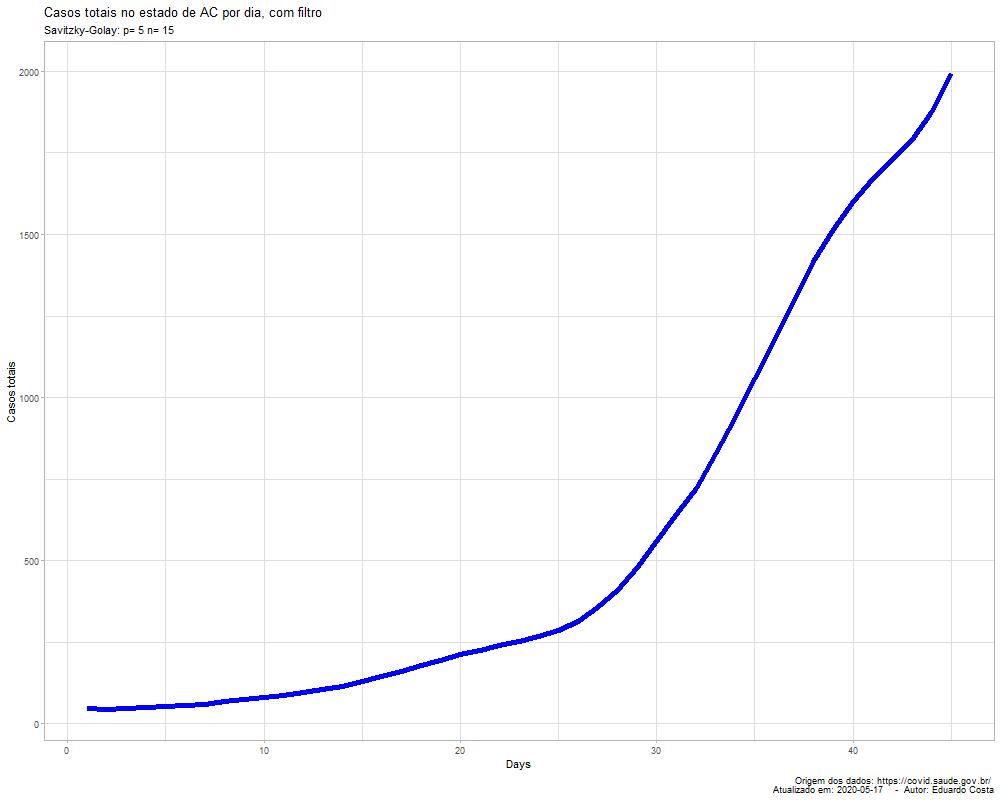 Casos totais no estado de AC por dia, com filtro
Savitzky-Golay: p= 5 n= 15
2000
1500
1000
500
0
Casos totais
0 10 20 30 40
Days
Origem dos dados: https://covid.saude.gov.br/
Atualizado em: 2020-05-17 - Autor: Eduardo Costa